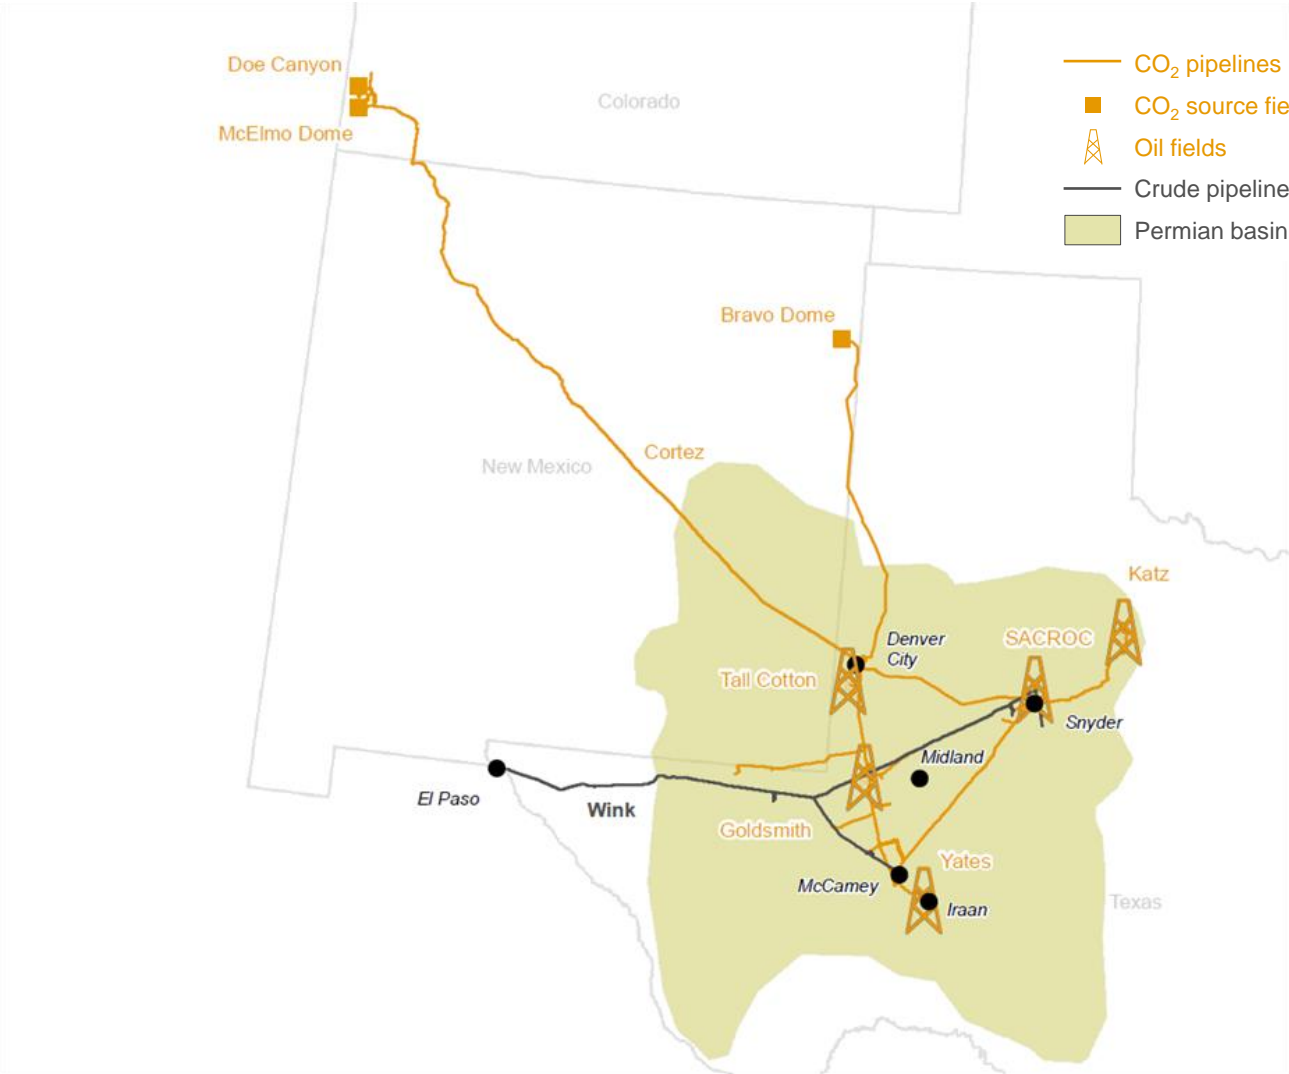 Doe Canyon
McElmo Dome
Colorado
CO₂ pipelines
CO₂ source fie
Oil fields
Crude pipeline
Permian basin
Bravo Dome
Cortez
New Mexico
Katz
SACROC
Denver
City
Tall Cotton
Snyder
Midland
El Paso
Wink
Goldsmith
Yates
McCamey
Iraan
Texas